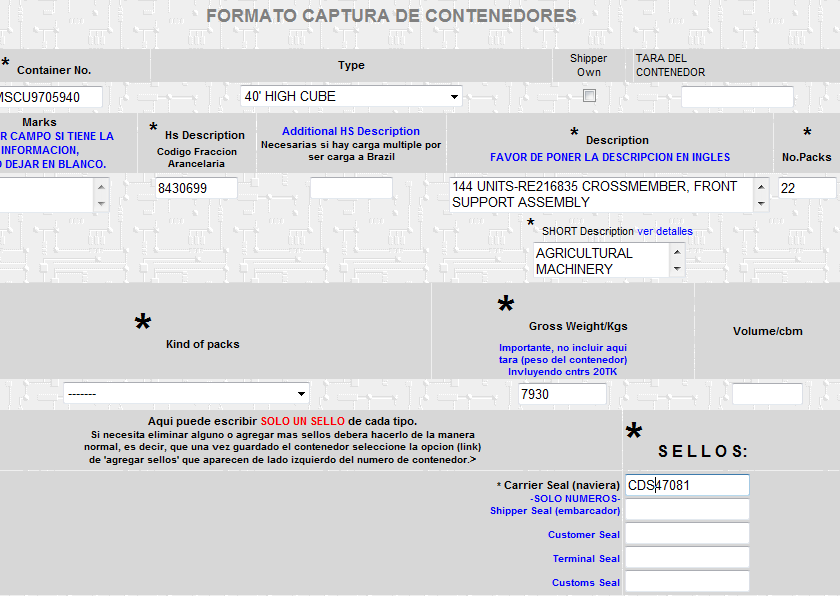 FORMATO CAPTURA DE CONTENEDORES
* Container No.
Type
Shipper
Own
TARA DEL
CONTENEDOR
MSCU9705940
40' HIGH CUBE
Marks
R CAMPO SI TIENE LA
INFORMACION,
O DEJAR EN BLANCO.
* Hs Description
Codigo Fraccion
Arancelaria
Additional HS Description
Necesarias si hay carga multiple por
ser carga a Brazil
* Description
FAVOR DE PONER LA DESCRIPCION EN INGLES
*
No.Packs
8430699
144 UNITS-RE216835 CROSSMEMBER, FRONT
SUPPORT ASSEMBLY
22
* SHORT Description ver detalles
AGRICULTURAL
MACHINERY
* Kind of packs
* Gross Weight/Kgs
Importante, no incluir aqui
tara (peso del contenedor)
Invluyendo cntrs 20TK
Volume/cbm
-------
7930
Aqui puede escribir SOLO UN SELLO de cada tipo.
Si necesita eliminar alguno o agregar mas sellos debera hacerlo de la manera
normal, es decir, que una vez guardado el contenedor seleccione la opcion (link)
de 'agregar sellos' que aparecen de lado izquierdo del numero de contenedor.>
* SELLOS:
* Carrier Seal (naviera) CDS47081
-SOLO NUMEROS-
Shipper Seal (embarcador)
Customer Seal
Terminal Seal
Customs Seal